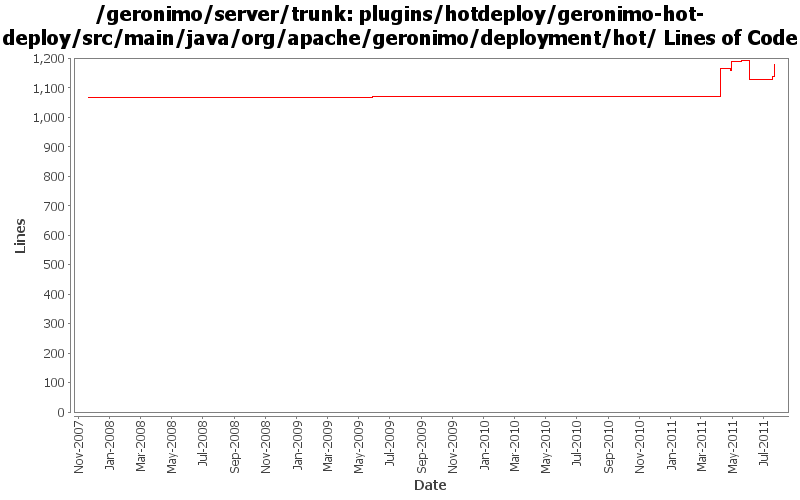 /geronimo/server/trunk: plugins/hotdeploy/geronimo-hot-
deploy/src/main/java/org/apache/geronimo/deployment/hot/ Lines of Code
1,200
1,100
1,000
900
800
700
600
500
400
300
200
100
0
Lines
Nov-2007
Jan-2008
Mar-2008
May-2008
Jul-2008
Sep-2008
Nov-2008
Jan-2009
Mar-2009
May-2009
Jul-2009
Sep-2009
Nov-2009
Jan-2010
Mar-2010
May-2010
Jul-2010
Sep-2010
Nov-2010
Jan-2011
Mar-2011
May-2011
Jul-2011
Date